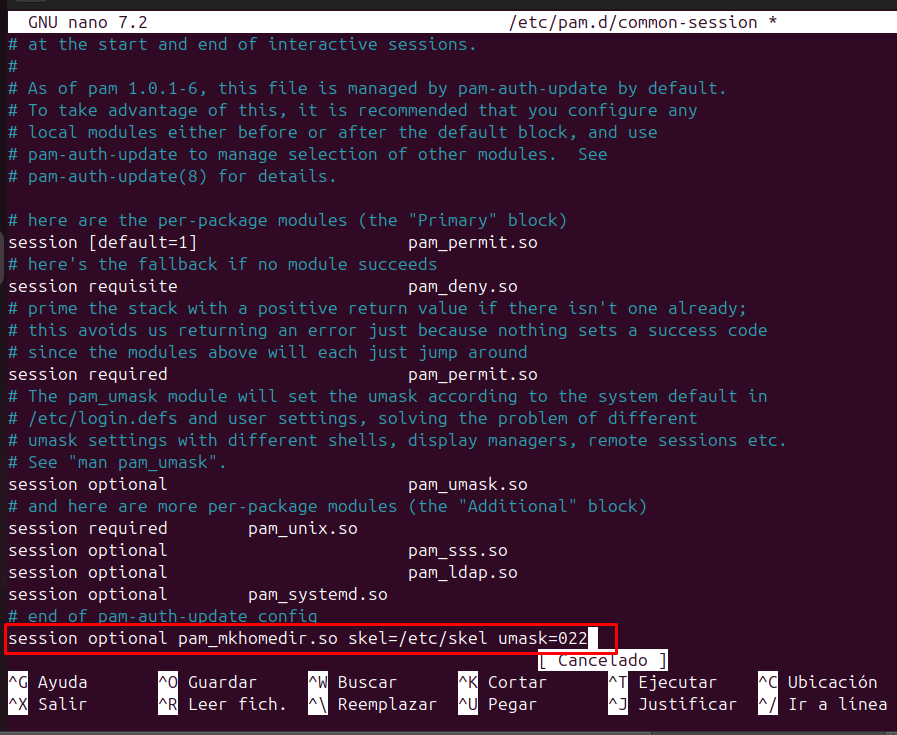 GNU nano 7.2 /etc/pam.d/common-session *
# at the start and end of interactive sessions.
#
# As of pam 1.0.1-6, this file is managed by pam-auth-update by default.
# To take advantage of this, it is recommended that you configure any
# local modules either before or after the default block, and use
# pam-auth-update to manage selection of other modules.  See
# pam-auth-update(8) for details.
# here are the per-package modules (the "Primary" block)
session [default=1] pam_permit.so
# here's the fallback if no module succeeds
session requisite pam_deny.so
# prime the stack with a positive return value if there isn't one already;
# this avoids us returning an error just because nothing sets a success code
# since the modules above will each just jump around
session required pam_permit.so
# The pam_umask module will set the umask according to the system default in
# /etc/login.defs and user settings, solving the problem of different
# umask settings with different shells, display managers, remote sessions etc.
# See "man pam_umask".
session optional pam_umask.so
# and here are more per-package modules (the "Additional" block)
session required pam_unix.so
session optional pam_sss.so
session optional pam_ldap.so
session optional pam_systemd.so
# end of pam-auth-update config
session optional pam_mkhomedir.so skel=/etc/skel umask=022
[ Cancelado ]
^G Ayuda ^O Guardar ^W Buscar ^K Cortar ^T Ejecutar ^C Ubicación
^X Salir ^R Leer fich. ^\ Reemplazar ^U Pegar ^J Justificar ^/ Ir a línea